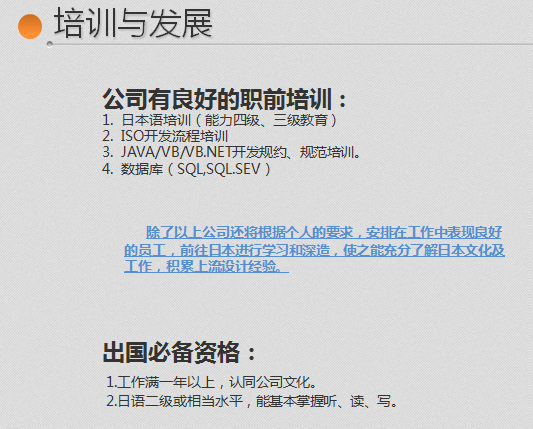 培训与发展
公司有良好的职前培训：
1. 日本语培训（能力四级、三级教育）
2. ISO开发流程培训
3. JAVA/VB/VB.NET开发规约、规范培训。
4. 数据库（SQL,SQL.SEV）
除了以上公司还将根据个人的要求，安排在工作中表现良好
的员工，前往日本进行学习和深造，使之能充分了解日本文化及
工作，积累上流设计经验。
出国必备资格：
1.工作满一年以上，认同公司文化。
2.日语二级或相当水平，能基本掌握听、读、写。